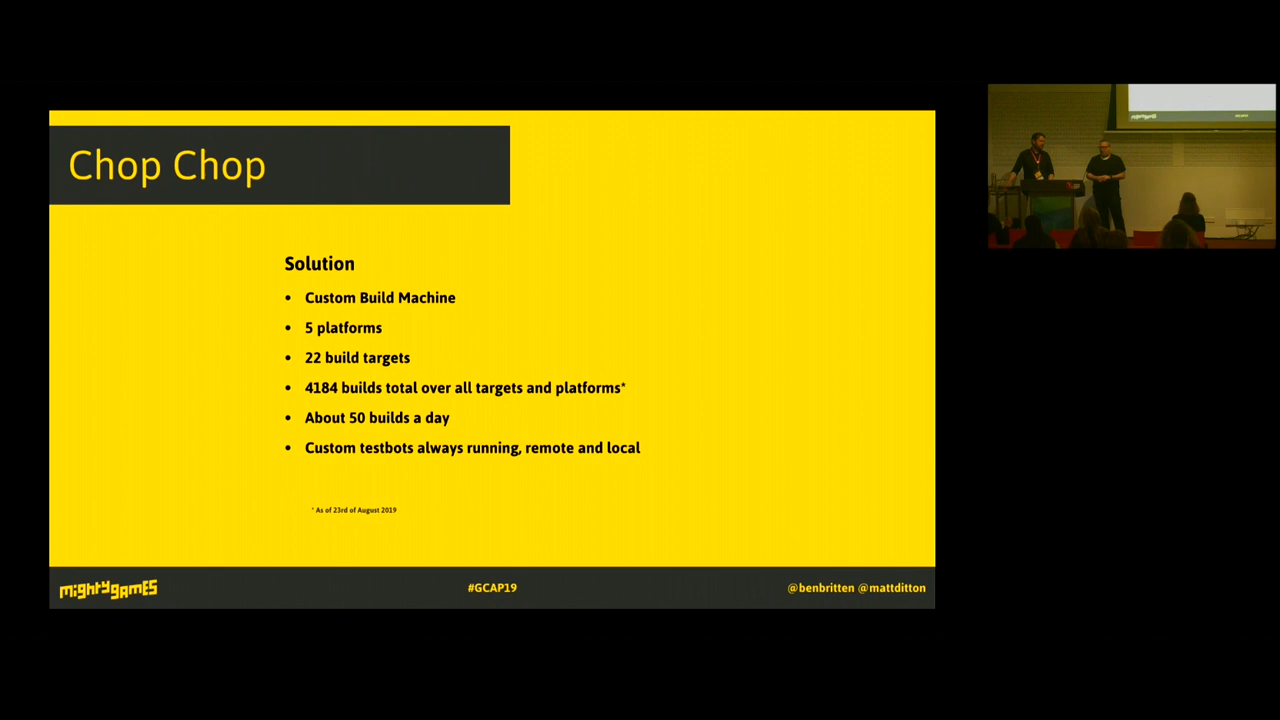 Chop Chop
Solution
• Custom Build Machine
• 5 platforms
• 22 build targets
• 4184 builds total over all targets and platforms*
• About 50 builds a day
• Custom testbots always running, remote and local
* As of 23rd of August 2019
mightygames
#GCAP19
@benbritten @mattditton
mightygames
#GCAP19